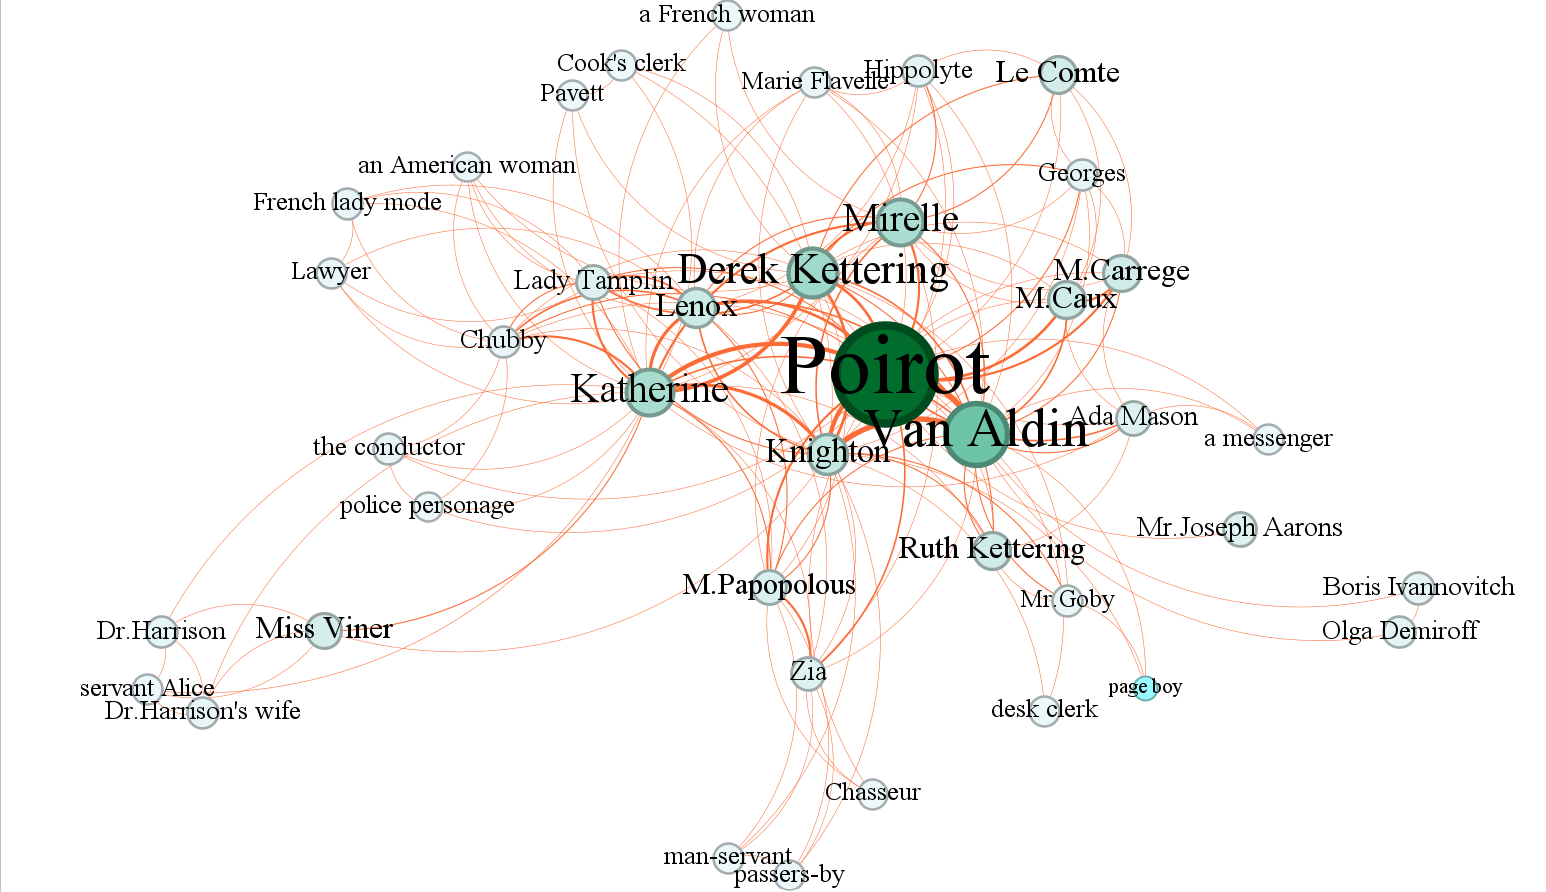 a French woman
Cook's clerk
Pavett
Marie Flavelle
Hippolyte
Le Comte
an American woman
Georges
French lady mode
Mirelle
Lawyer
Lady Tamplin
Derek Kettering
M.Carrege
Lenox
M.Caux
Chubby
Poirot
Katherine
Van Aldin
Ada Mason
a messenger
the conductor
Knighton
police personage
Mr.Joseph Aarons
Ruth Kettering
M.Papopolous
Mr.Goby
Boris Ivannovitch
Dr.Harrison
Miss Viner
Olga Demiroff
Zia
servant Alice
page boy
Dr.Harrison's wife
desk clerk
Chasseur
man-servant
passers-by